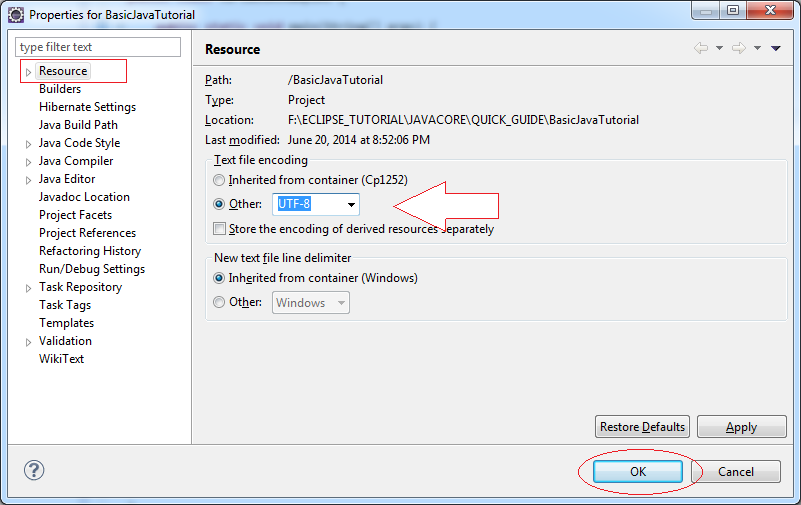 Properties for BasicJavaTutorial
type filter text
Resource
Builders
Hibernate Settings
Java Build Path
Java Code Style
Java Compiler
Java Editor
Javadoc Location
Project Facets
Project References
Refactoring History
Run/Debug Settings
Task Repository
Task Tags
Templates
Validation
WikiText
Resource
Path: /BasicJavaTutorial
Type: Project
Location: F:\ECLIPSE_TUTORIAL\JAVACORE\QUICK_GUIDE\BasicJavaTutorial
Last modified: June 20, 2014 at 8:52:06 PM
Text file encoding
Inherited from container (Cp1252)
Other: UTF-8
Store the encoding of derived resources separately
New text file line delimiter
Inherited from container (Windows)
Other: Windows
Restore Defaults Apply
? OK Cancel